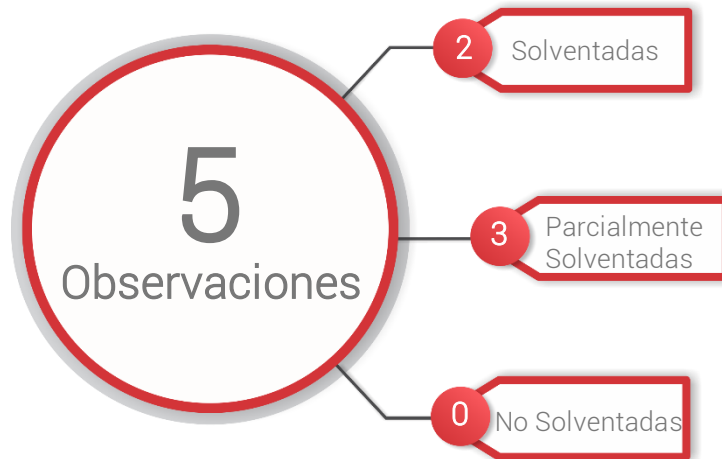 5
Observaciones
2
Solventadas
3
Parcialmente
Solventadas
0
No Solventadas